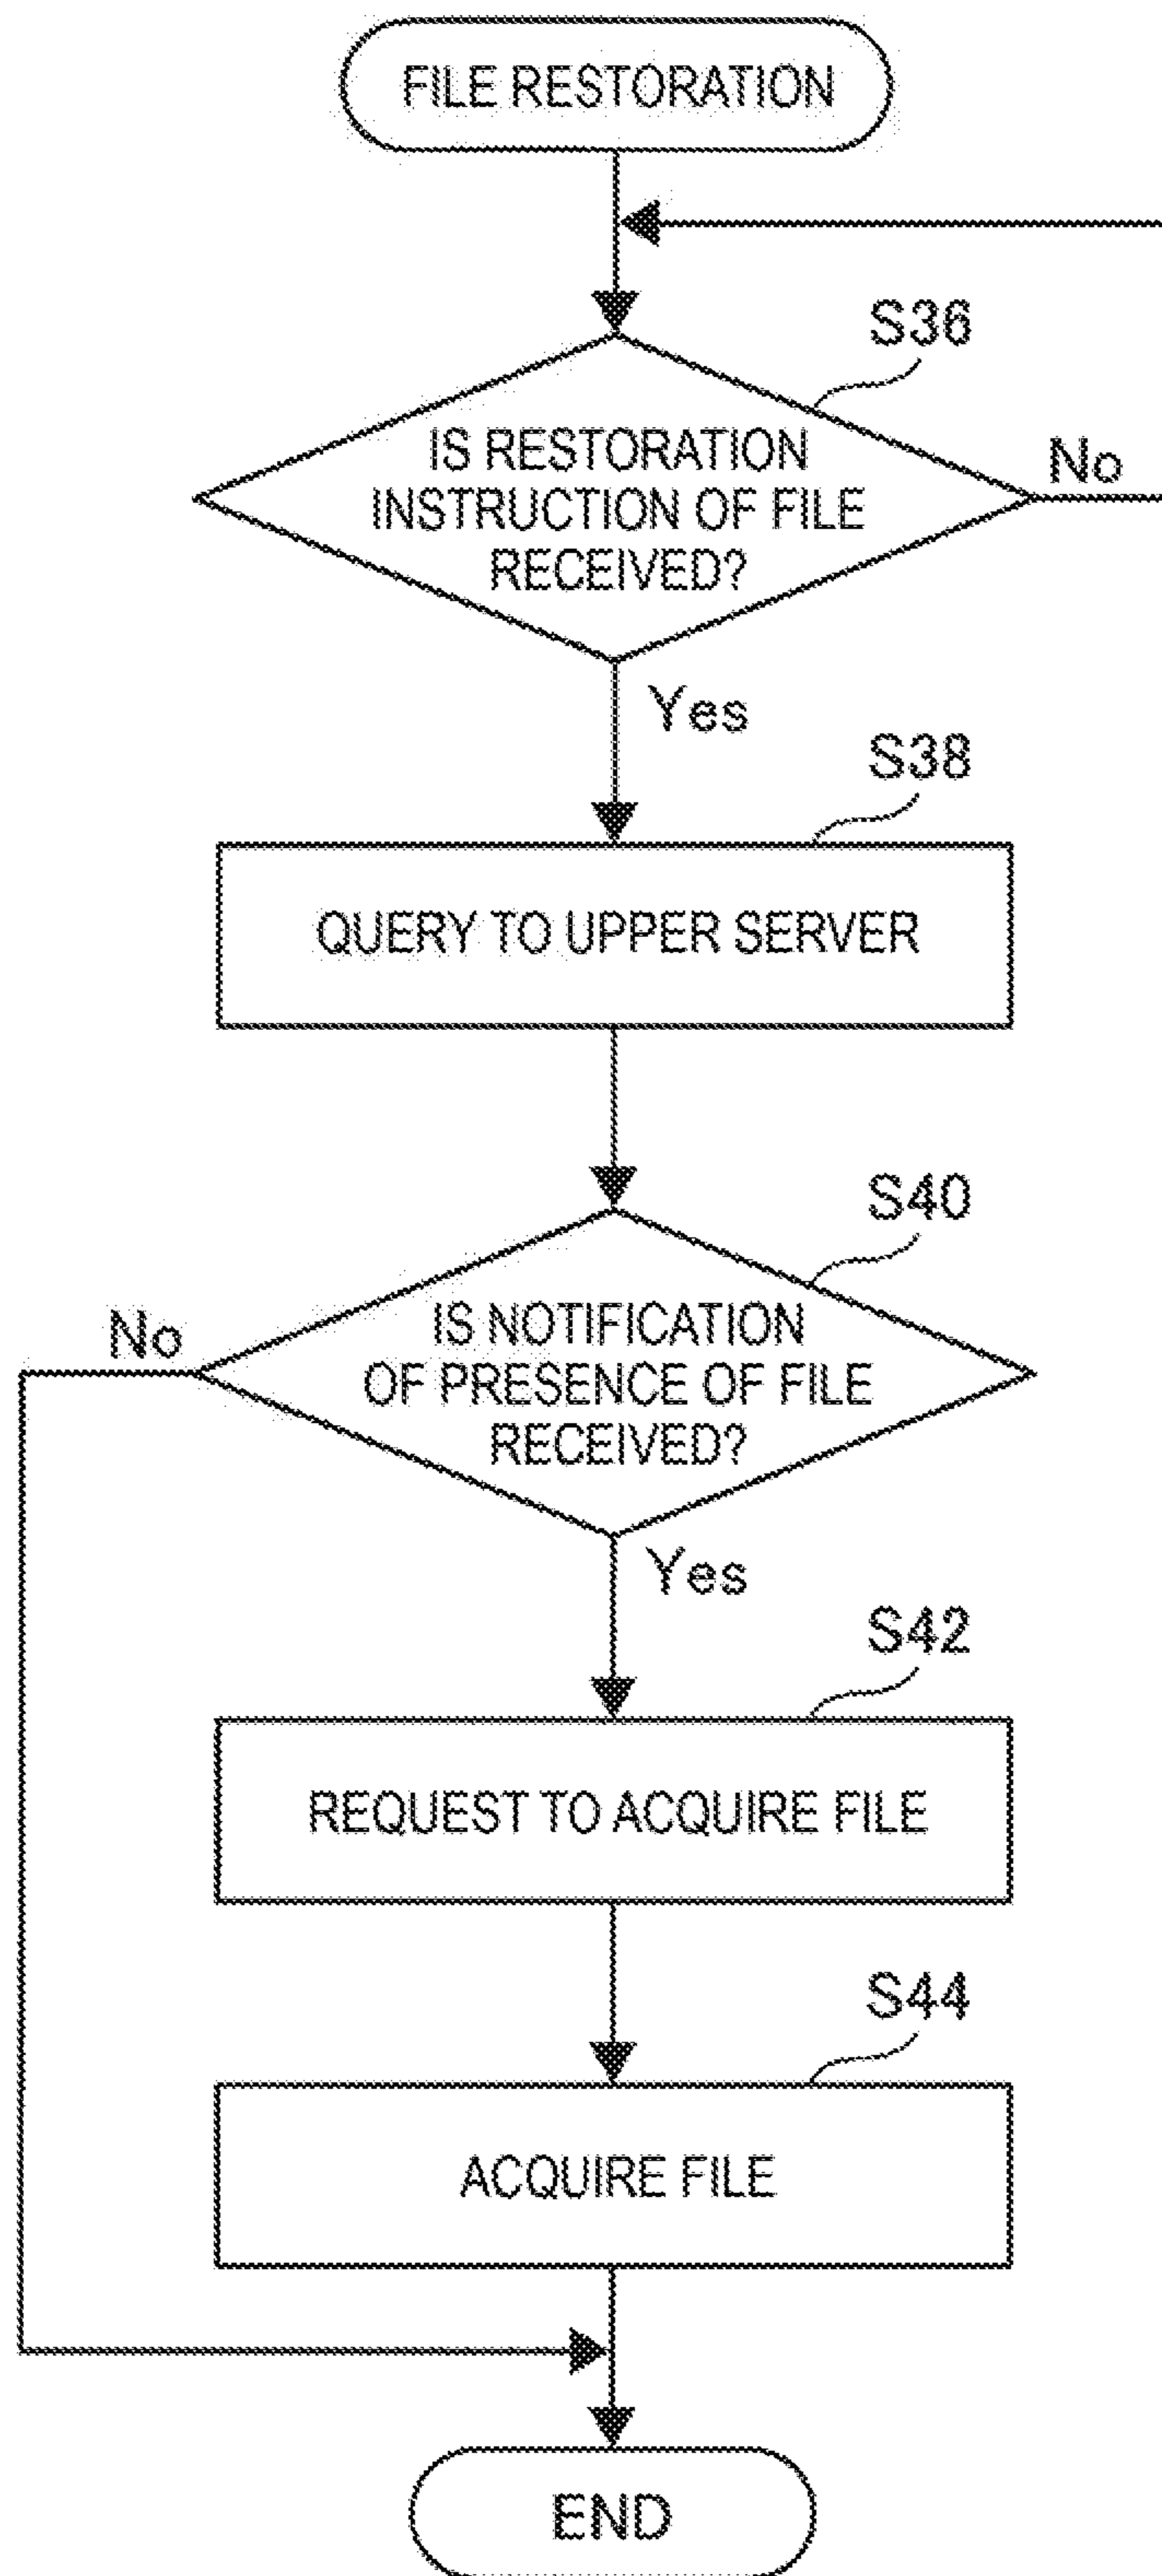 FILE RESTORATION
S36
IS RESTORATION
INSTRUCTION OF FILE
RECEIVED?
No
Yes
S38
QUERY TO UPPER SERVER
S40
No
IS NOTIFICATION
OF PRESENCE OF FILE
RECEIVED?
Yes
S42
REQUEST TO ACQUIRE FILE
S44
ACQUIRE FILE
END